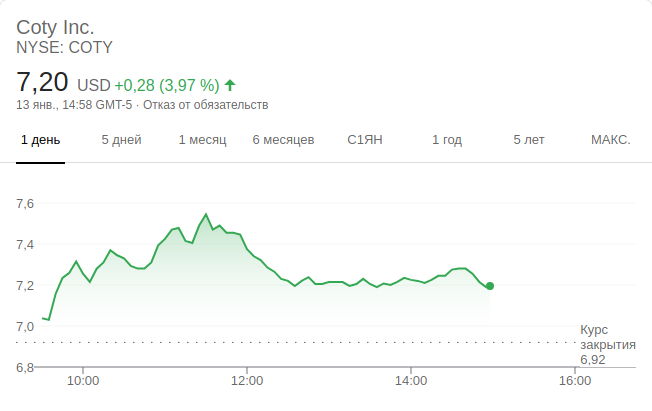 Coty Inc.
NYSE: COTY
7,20 USD +0,28 (3,97 %)
13 янв., 14:58 GMT-5 · Отказ от обязательств
1 день 5 дней 1 месяц 6 месяцев С1ЯН 1 год 5 лет МАКС.
7,6
7,4
7,2
7,0
6,8
Курс
закрытия
6,92
10:00 12:00 14:00 16:00